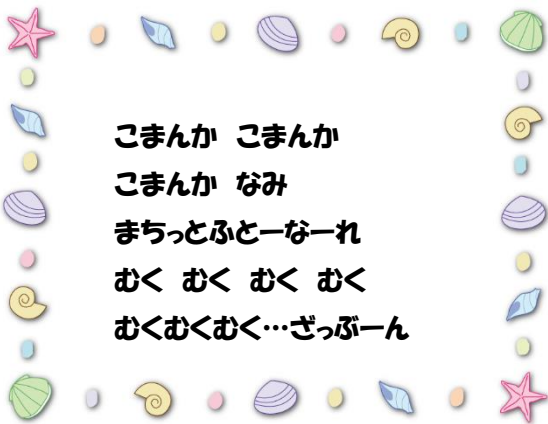 こまんか　こまんか
こまんか　なみ
まちっとふとーなーれ
むく　むく　むく　むく
むくむくむく…ざっぶーん